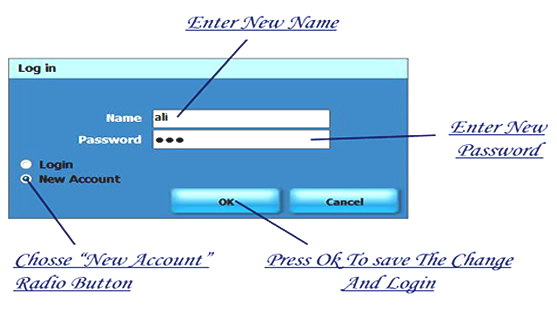 Enter New Name
Log in
Name
ali
Enter New
Password
Password
●●●
Login
New Account
OK
Cancel
Chosse “New Account”
Radio Button
Press Ok To save The Change
And Login